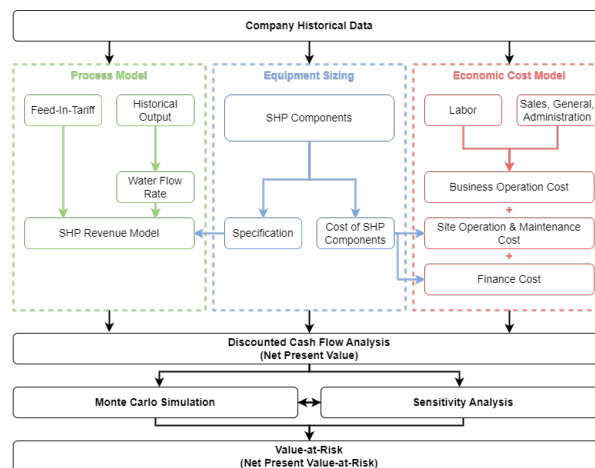 Company Historical Data
Process Model
Equipment Sizing
Economic Cost Model
Feed-In-Tariff
Historical
Output
SHP Components
Labor
Sales, General,
Administration
Water Flow
Rate
Business Operation Cost
+
SHP Revenue Model
Specification
Cost of SHP
Components
Site Operation & Maintenance
Cost
+
Finance Cost
Discounted Cash Flow Analysis
(Net Present Value)
Monte Carlo Simulation
Sensitivity Analysis
Value-at-Risk
(Net Present Value-at-Risk)